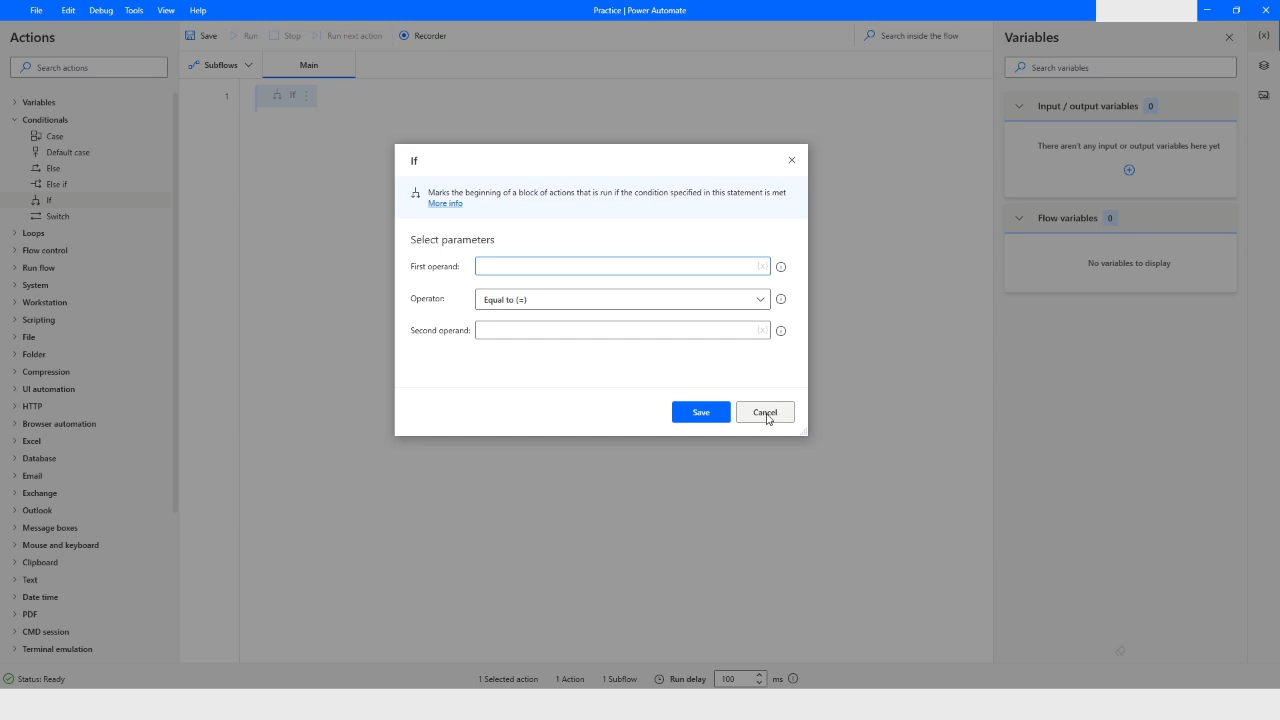 File Edit Debug Tools View Help
Practice | Power Automate
Actions
Search actions
Variables
Conditionals
Case
Default case
Else
Else if
If
Switch
Loops
Flow control
Run flow
System
Workstation
Scripting
File
Folder
Compression
UI automation
HTTP
Browser automation
Excel
Database
Email
Exchange
Outlook
Message boxes
Mouse and keyboard
Clipboard
Text
Date time
PDF
CMD session
Terminal emulation
Save Run Stop Run next action Recorder
Search inside the flow
Subflows Main
1 If
If
Marks the beginning of a block of actions that is run if the condition specified in this statement is met
More info
Select parameters
First operand: {x}
Operator: Equal to (=)
Second operand: {x}
Save Cancel
Variables
{x}
Search variables
Input / output variables 0
There aren't any input or output variables here yet
Flow variables 0
No variables to display
Status: Ready 1 Selected action 1 Action 1 Subflow Run delay 100 ms